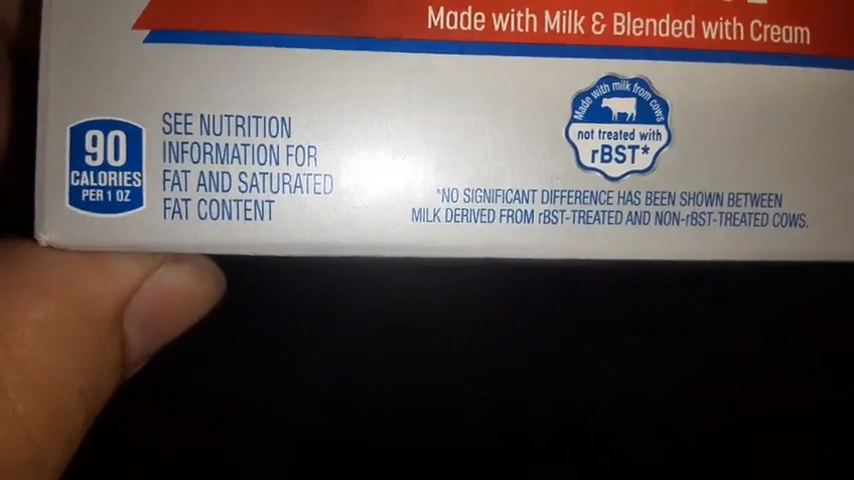 Made with Milk & Blended with Cream
Made with milk from cows
not treated with
rBST*
90
CALORIES
PER 1 OZ
SEE NUTRITION
INFORMATION FOR
FAT AND SATURATED
FAT CONTENT
*NO SIGNIFICANT DIFFERENCE HAS BEEN SHOWN BETWEEN
MILK DERIVED FROM rBST-TREATED AND NON-rBST-TREATED COWS.